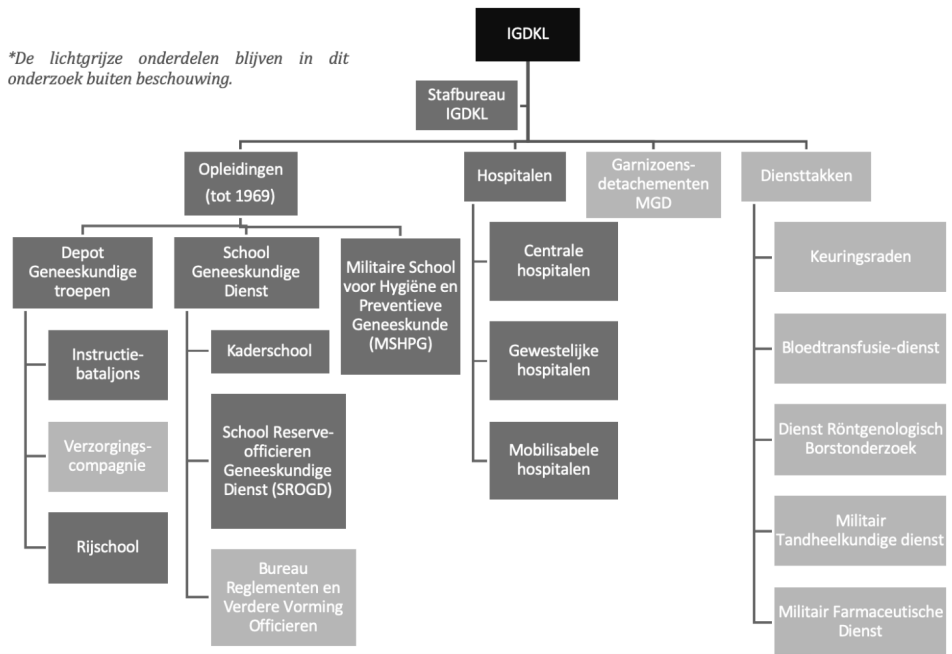 IGDKL
*De lichtgrijze onderdelen blijven in dit
onderzoek buiten beschouwing.
Stafbureau
IGDKL
Opleidingen
(tot 1969)
Hospitalen
Garnizoens-
detachementen
MGD
Diensttakken
Depot
Geneeskundige
troepen
School
Geneeskundige
Dienst
Militaire School
voor Hygiëne en
Preventieve
Geneeskunde
(MSHPG)
Instructie-
bataljons
Verzorgings-
compagnie
Rijschool
Kaderschool
School Reserve-
officieren
Geneeskundige
Dienst (SROGD)
Bureau
Reglementen en
Verdere Vorming
Officieren
Centrale
hospitalen
Gewestelijke
hospitalen
Mobilisabele
hospitalen
Keuringsraden
Bloedtransfusie-dienst
Dienst Röntgenologisch
Borstonderzoek
Militair
Tandheelkundige dienst
Militair Farmaceutische
Dienst